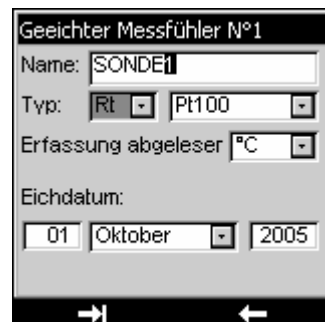 Geeichter Messfühler N°1
Name: SONDE1
Typ: Rt Pt100
Erfassung abgeleser °C
Eichdatum:
01 Oktober 2005